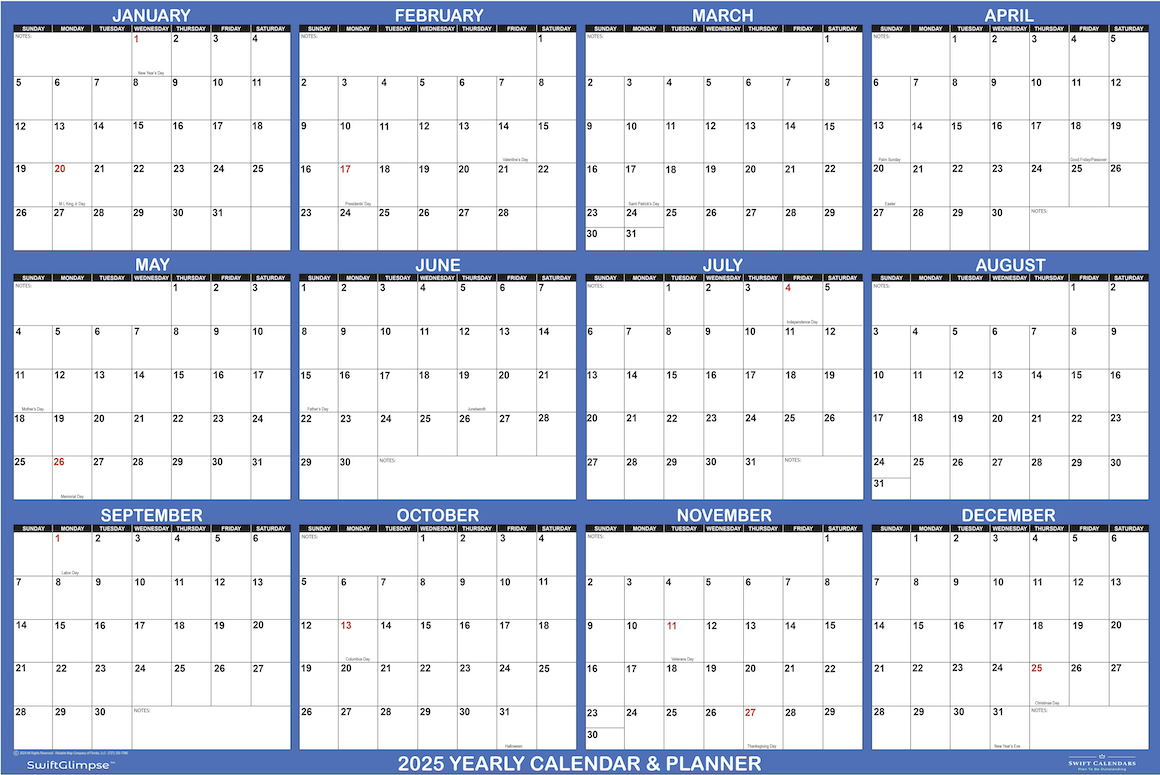 JANUARY
SUNDAY MONDAY TUESDAY WEDNESDAY THURSDAY FRIDAY SATURDAY
NOTES: 1 2 3 4
New Year's Day
5 6 7 8 9 10 11
12 13 14 15 16 17 18
19 20 21 22 23 24 25
M L King Jr Day
26 27 28 29 30 31
FEBRUARY
SUNDAY MONDAY TUESDAY WEDNESDAY THURSDAY FRIDAY SATURDAY
NOTES: 1
2 3 4 5 6 7 8
9 10 11 12 13 14 15
Valentine's Day
16 17 18 19 20 21 22
Presidents' Day
23 24 25 26 27 28
MARCH
SUNDAY MONDAY TUESDAY WEDNESDAY THURSDAY FRIDAY SATURDAY
NOTES: 1
2 3 4 5 6 7 8
9 10 11 12 13 14 15
16 17 18 19 20 21 22
Saint Patrick's Day
23 24 25 26 27 28 29
30 31
APRIL
SUNDAY MONDAY TUESDAY WEDNESDAY THURSDAY FRIDAY SATURDAY
NOTES: 1 2 3 4 5
6 7 8 9 10 11 12
13 14 15 16 17 18 19
Palm Sunday Good Friday/Passover
20 21 22 23 24 25 26
Easter
27 28 29 30 NOTES:
MAY
SUNDAY MONDAY TUESDAY WEDNESDAY THURSDAY FRIDAY SATURDAY
NOTES: 1 2 3
4 5 6 7 8 9 10
11 12 13 14 15 16 17
Mother's Day
18 19 20 21 22 23 24
25 26 27 28 29 30 31
Memorial Day
JUNE
SUNDAY MONDAY TUESDAY WEDNESDAY THURSDAY FRIDAY SATURDAY
1 2 3 4 5 6 7
8 9 10 11 12 13 14
15 16 17 18 19 20 21
Father's Day Juneteenth
22 23 24 25 26 27 28
29 30 NOTES:
JULY
SUNDAY MONDAY TUESDAY WEDNESDAY THURSDAY FRIDAY SATURDAY
NOTES: 1 2 3 4 5
Independence Day
6 7 8 9 10 11 12
13 14 15 16 17 18 19
20 21 22 23 24 25 26
27 28 29 30 31 NOTES:
AUGUST
SUNDAY MONDAY TUESDAY WEDNESDAY THURSDAY FRIDAY SATURDAY
NOTES: 1 2
3 4 5 6 7 8 9
10 11 12 13 14 15 16
17 18 19 20 21 22 23
24 25 26 27 28 29 30
31
SEPTEMBER
SUNDAY MONDAY TUESDAY WEDNESDAY THURSDAY FRIDAY SATURDAY
1 2 3 4 5 6
Labor Day
7 8 9 10 11 12 13
14 15 16 17 18 19 20
21 22 23 24 25 26 27
28 29 30 NOTES:
OCTOBER
SUNDAY MONDAY TUESDAY WEDNESDAY THURSDAY FRIDAY SATURDAY
NOTES: 1 2 3 4
5 6 7 8 9 10 11
12 13 14 15 16 17 18
Columbus Day
19 20 21 22 23 24 25
26 27 28 29 30 31
Halloween
NOVEMBER
SUNDAY MONDAY TUESDAY WEDNESDAY THURSDAY FRIDAY SATURDAY
NOTES: 1
2 3 4 5 6 7 8
9 10 11 12 13 14 15
Veterans Day
16 17 18 19 20 21 22
23 24 25 26 27 28 29
30
Thanksgiving Day
DECEMBER
SUNDAY MONDAY TUESDAY WEDNESDAY THURSDAY FRIDAY SATURDAY
1 2 3 4 5 6
7 8 9 10 11 12 13
14 15 16 17 18 19 20
21 22 23 24 25 26 27
Christmas Day
28 29 30 31 NOTES:
New Year's Eve
SwiftGlimpse™
2025 YEARLY CALENDAR & PLANNER
SWIFT CALENDARS
Plan To Be Outstanding